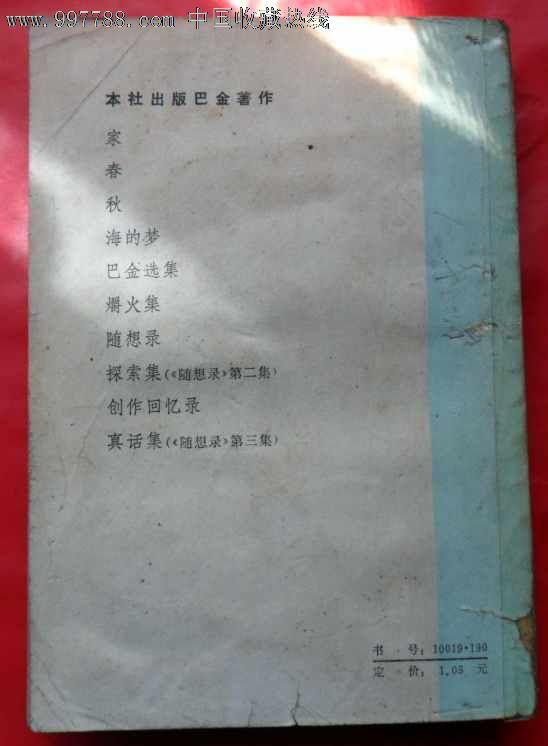 www.997788.com 中国收藏热线
本社出版巴金著作
家
春
秋
海的梦
巴金选集
爝火集
随想录
探索集(《随想录》第二集)
创作回忆录
真话集(《随想录》第三集)
书 号: 10019·190
定 价: 1.05 元